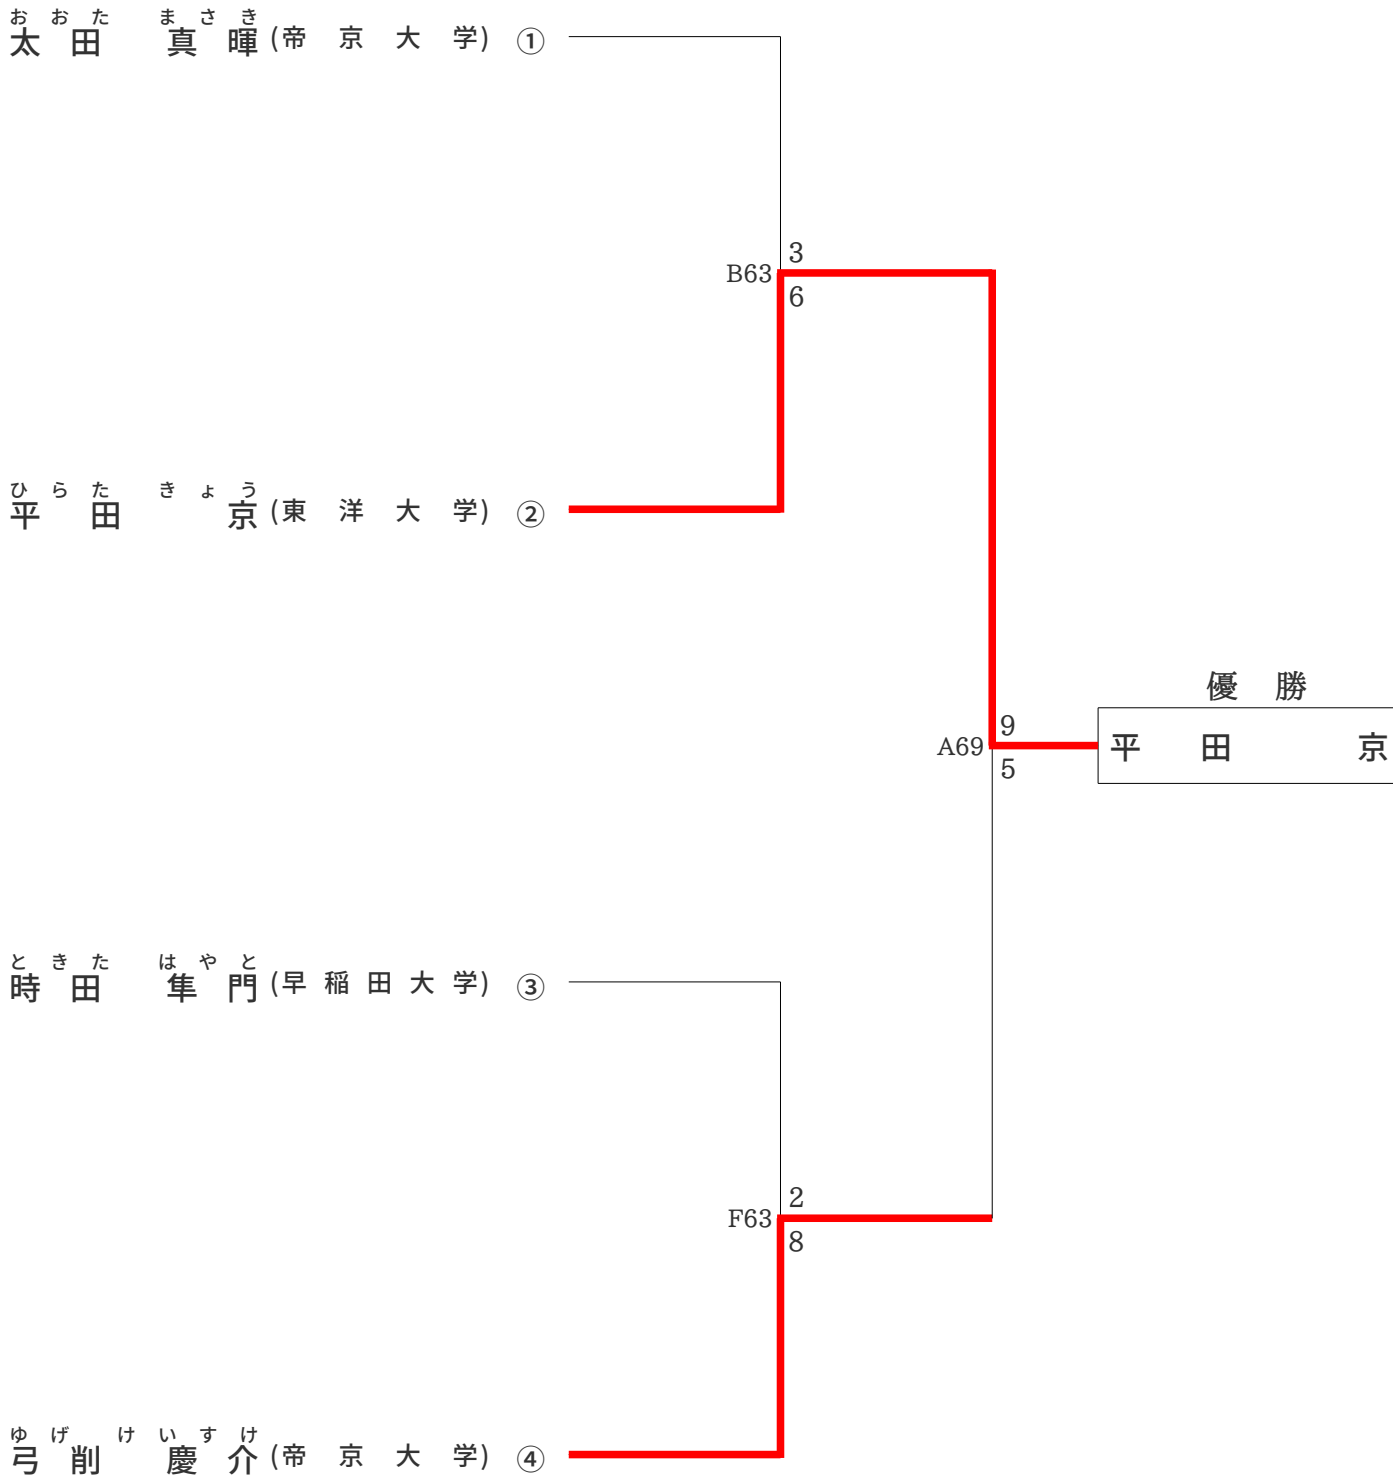 おおた まさき
太田 真暉 (帝京大学) ①
3
B63
6
ひらた きょう
平田 京 (東洋大学) ②
優勝
9
A69 平田 京
5
ときた はやと
時田 隼門 (早稲田大学) ③
2
F63
8
ゆげ けいすけ
弓削 慶介 (帝京大学) ④